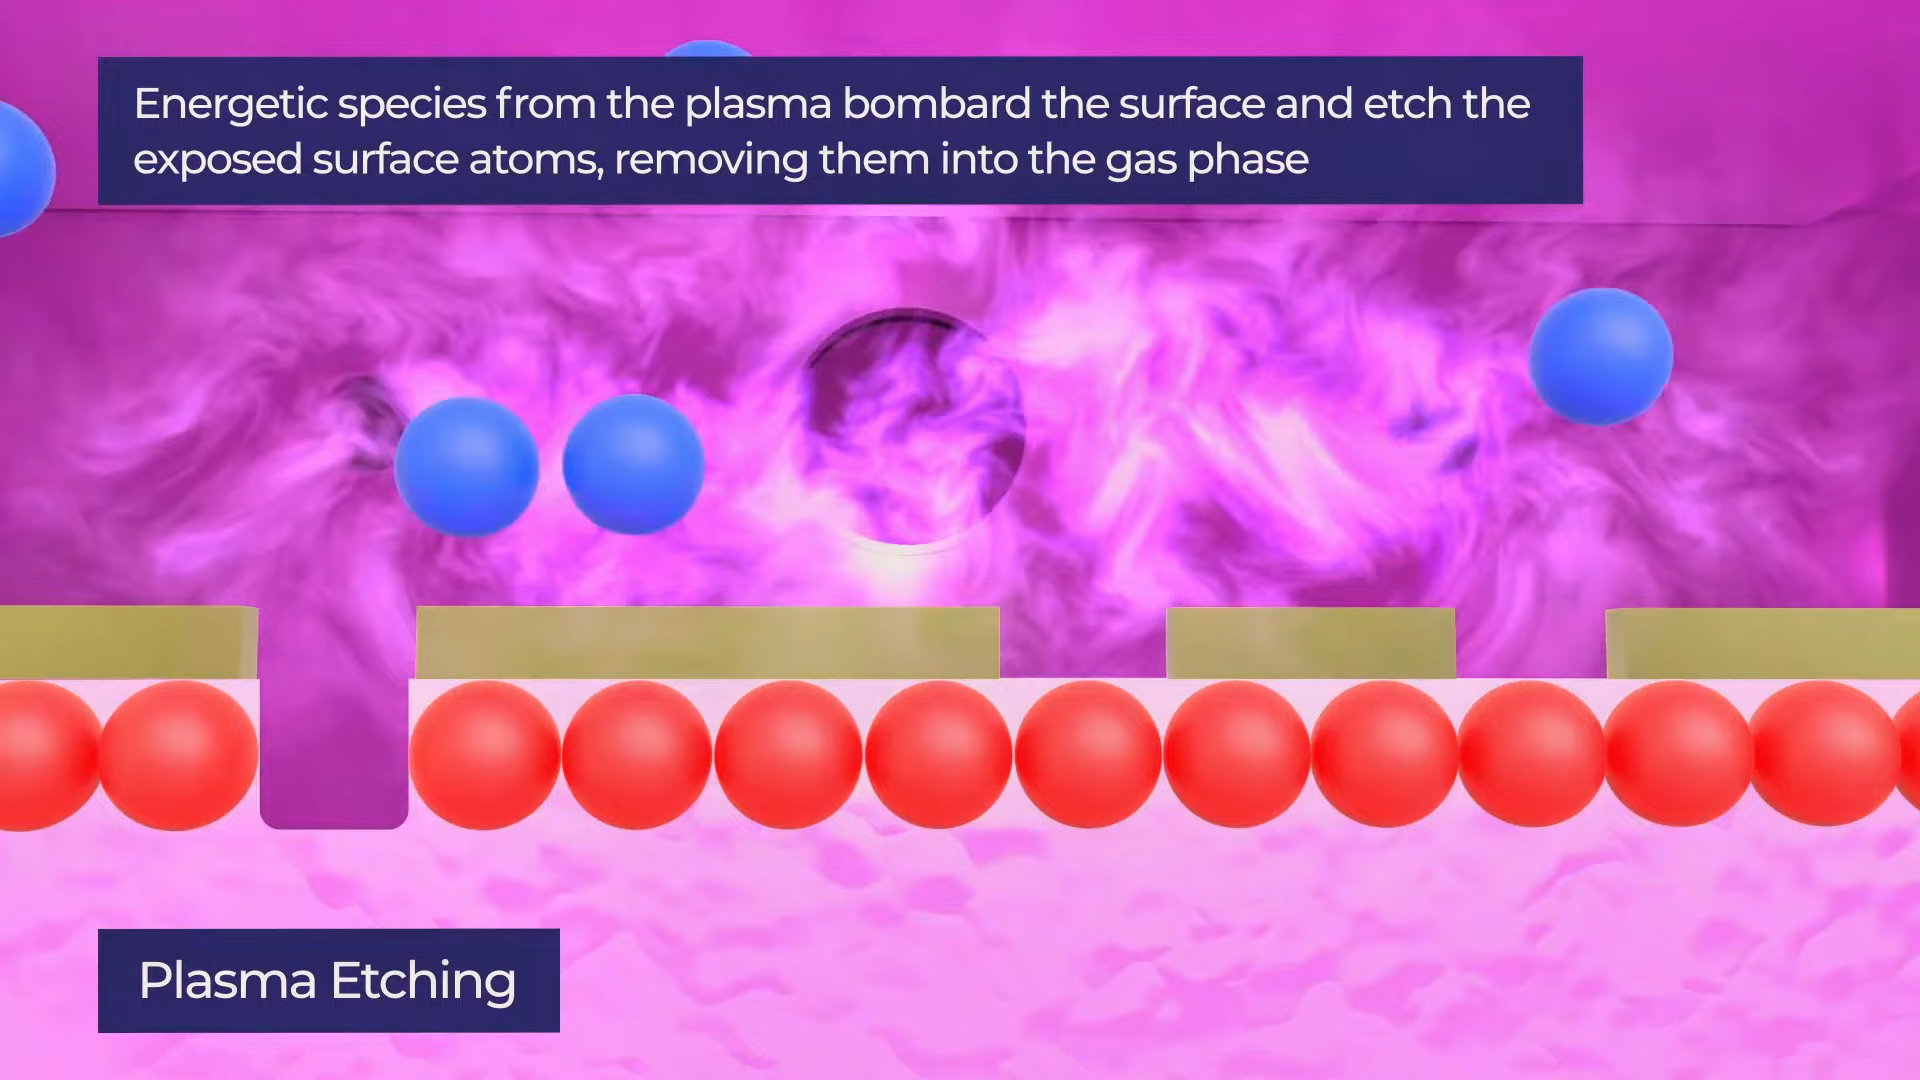 Energetic species from the plasma bombard the surface and etch the
exposed surface atoms, removing them into the gas phase
Plasma Etching